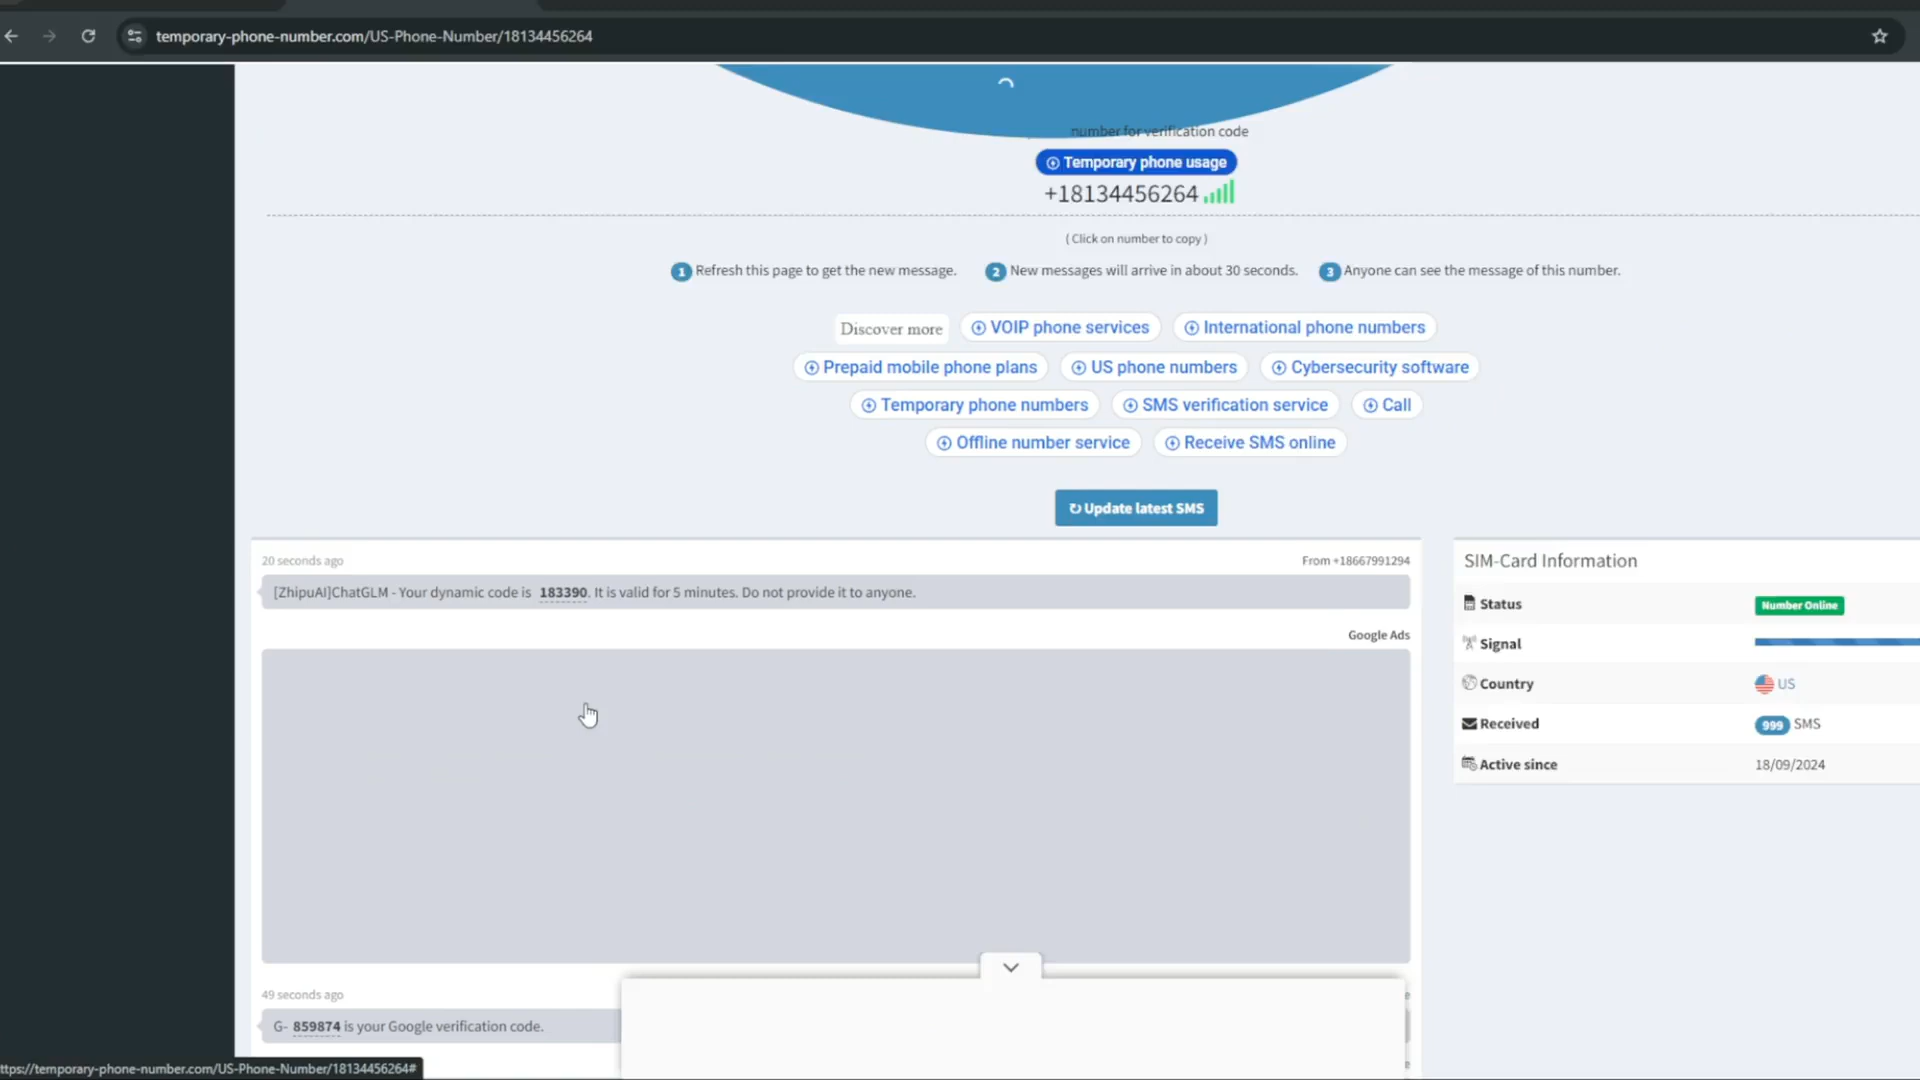 temporary-phone-number.com/US-Phone-Number/18134456264
number for verification code
Temporary phone usage
+18134456264
( Click on number to copy )
1 Refresh this page to get the new message. 2 New messages will arrive in about 30 seconds. 3 Anyone can see the message of this number.
Discover more VOIP phone services International phone numbers
Prepaid mobile phone plans US phone numbers Cybersecurity software
Temporary phone numbers SMS verification service Call
Offline number service Receive SMS online
Update latest SMS
20 seconds ago From +18667991294
[ZhipuAI]ChatGLM - Your dynamic code is 183390. It is valid for 5 minutes. Do not provide it to anyone.
Google Ads
49 seconds ago
G- 859874 is your Google verification code.
SIM-Card Information
Status Number Online
Signal
Country US
Received 999 SMS
Active since 18/09/2024
ttps://temporary-phone-number.com/US-Phone-Number/18134456264#